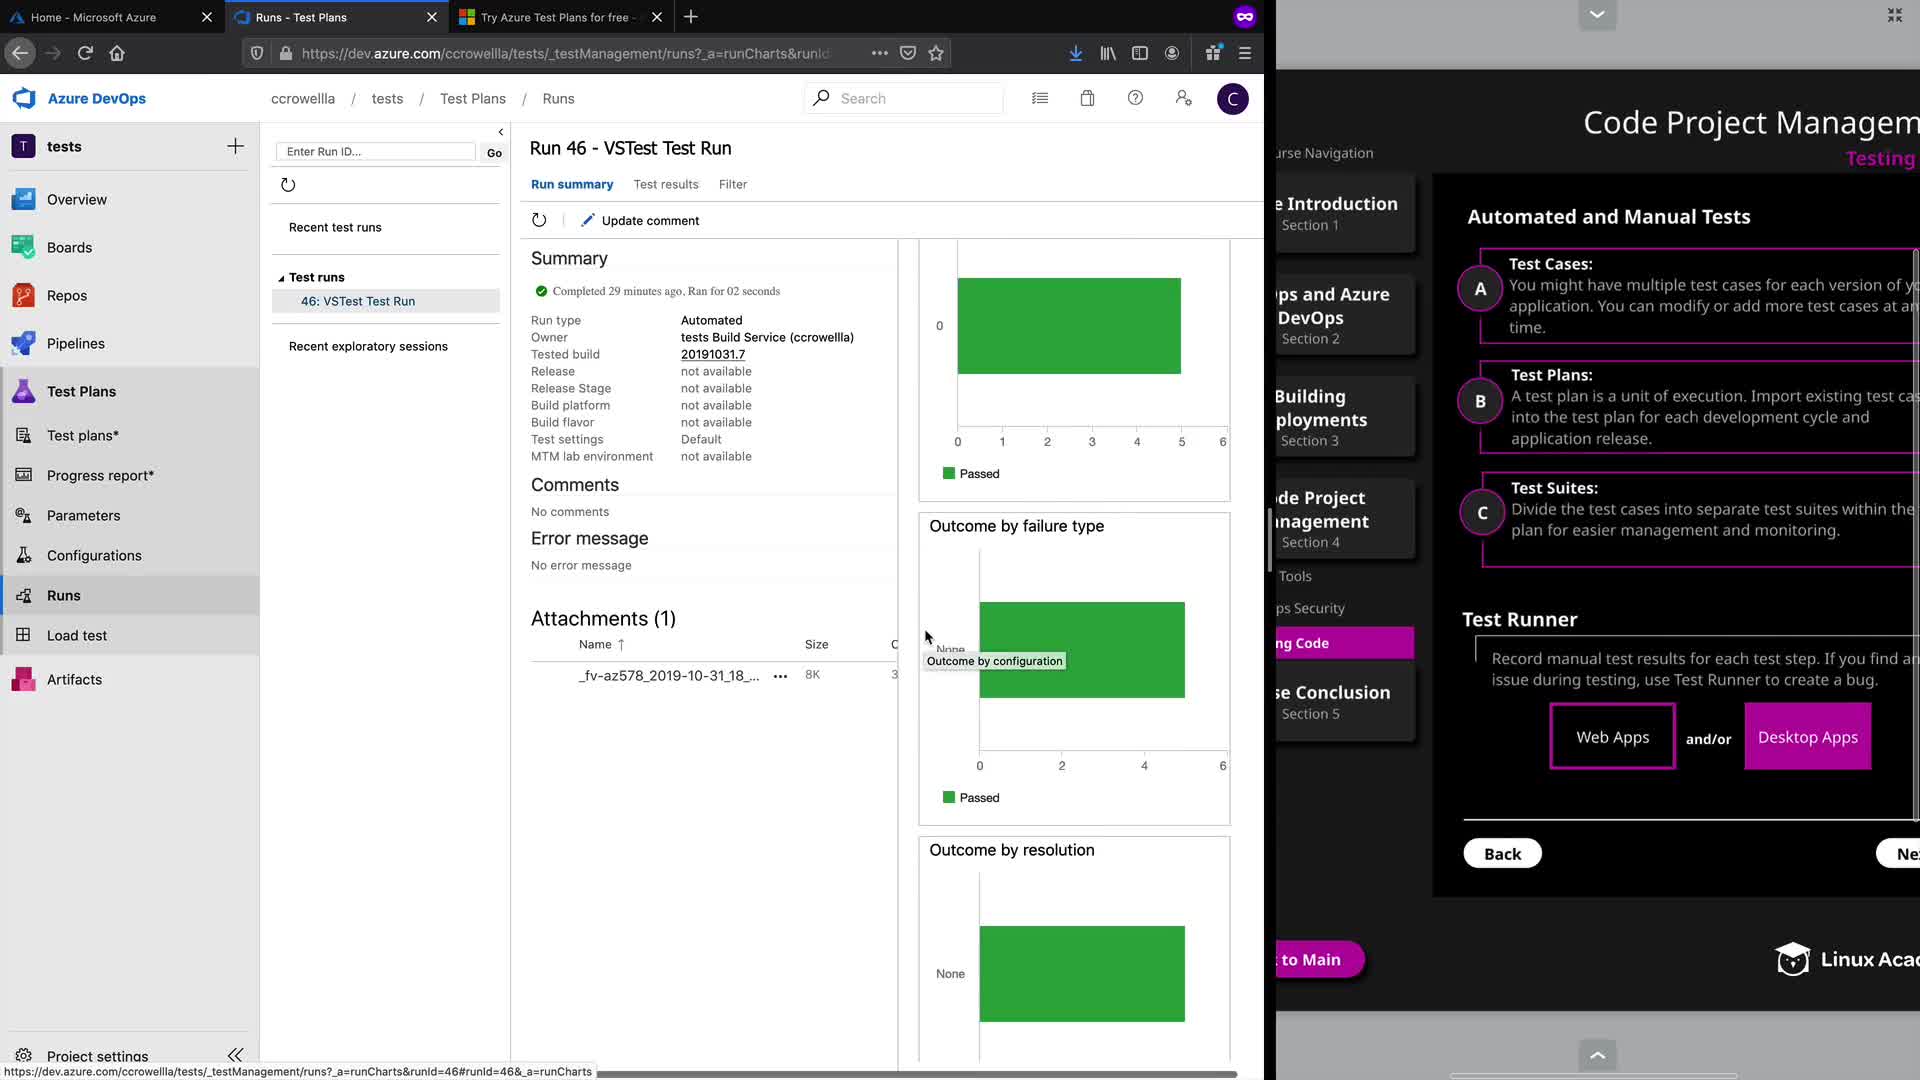 Home - Microsoft Azure
Runs - Test Plans
Try Azure Test Plans for free -
https://dev.azure.com/ccrowellla/tests/_testManagement/runs?_a=runCharts&runId
Azure DevOps
ccrowellla / tests / Test Plans / Runs
Search
C
T
tests
Overview
Boards
Repos
Pipelines
Test Plans
Test plans*
Progress report*
Parameters
Configurations
Runs
Load test
Artifacts
Project settings
Enter Run ID...
Go
Recent test runs
Test runs
46: VSTest Test Run
Recent exploratory sessions
Run 46 - VSTest Test Run
Run summary
Test results
Filter
Update comment
Summary
Completed 29 minutes ago, Ran for 02 seconds
Run type Automated
Owner tests Build Service (ccrowellla)
Tested build 20191031.7
Release not available
Release Stage not available
Build platform not available
Build flavor not available
Test settings Default
MTM lab environment not available
Comments
No comments
Error message
No error message
Attachments (1)
Name ↑ Size C
_fv-az578_2019-10-31_18_... ... 8K 3
0
0 1 2 3 4 5 6
Passed
Outcome by failure type
None
Outcome by configuration
0 2 4 6
Passed
Outcome by resolution
None
https://dev.azure.com/ccrowellla/tests/_testManagement/runs?_a=runCharts&runId=46#runId=46&_a=runCharts
Code Project Managem
Testing
urse Navigation
e Introduction
Section 1
ps and Azure
DevOps
Section 2
Building
ployments
Section 3
de Project
nagement
Section 4
Tools
ps Security
ng Code
se Conclusion
Section 5
to Main
Automated and Manual Tests
A
Test Cases:
You might have multiple test cases for each version of yo
application. You can modify or add more test cases at an
time.
B
Test Plans:
A test plan is a unit of execution. Import existing test cas
into the test plan for each development cycle and
application release.
C
Test Suites:
Divide the test cases into separate test suites within the
plan for easier management and monitoring.
Test Runner
Record manual test results for each test step. If you find an
issue during testing, use Test Runner to create a bug.
Web Apps
and/or
Desktop Apps
Back
Ne
Linux Aca